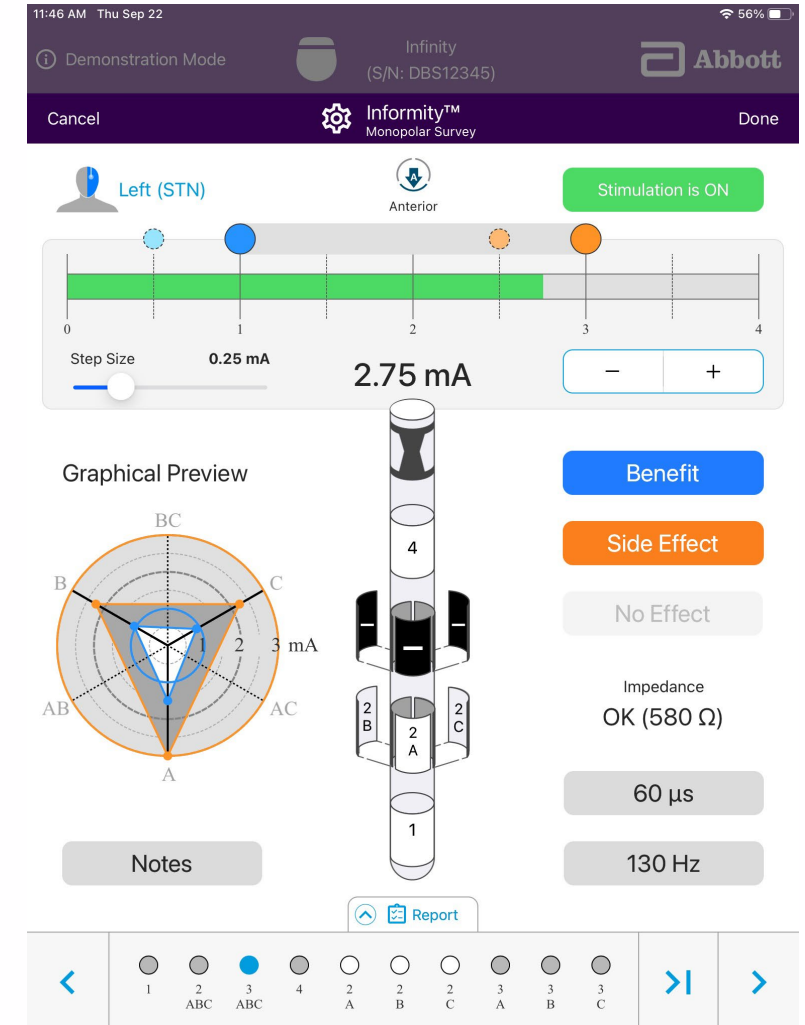 11:46 AM Thu Sep 22
56%
Demonstration Mode
Infinity
(S/N: DBS12345)
Abbott
Cancel
Informity™
Monopolar Survey
Done
Left (STN)
A
Anterior
Stimulation is ON
0 1 2 3 4
Step Size 0.25 mA
2.75 mA
− +
Graphical Preview
BC
B C
1 2 3 mA
AB AC
A
4
2
B
2
A
2
C
1
Benefit
Side Effect
No Effect
Impedance
OK (580 Ω)
60 µs
130 Hz
Notes
Report
1
2
ABC
3
ABC
4
2
A
2
B
2
C
3
A
3
B
3
C